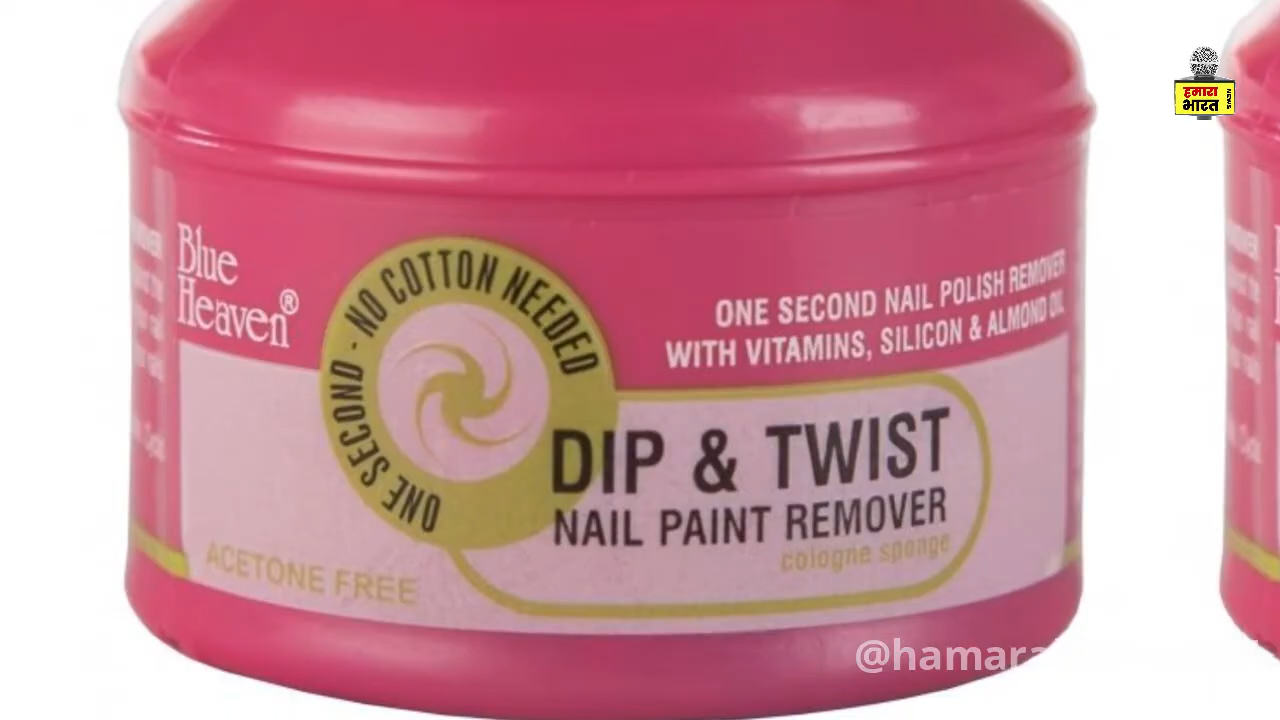 हमारा
भारत
NEWS
Blue
Heaven®
ONE SECOND - NO COTTON NEEDED
ONE SECOND NAIL POLISH REMOVER
WITH VITAMINS, SILICON & ALMOND OIL
DIP & TWIST
NAIL PAINT REMOVER
cologne sponge
ACETONE FREE
@hamara